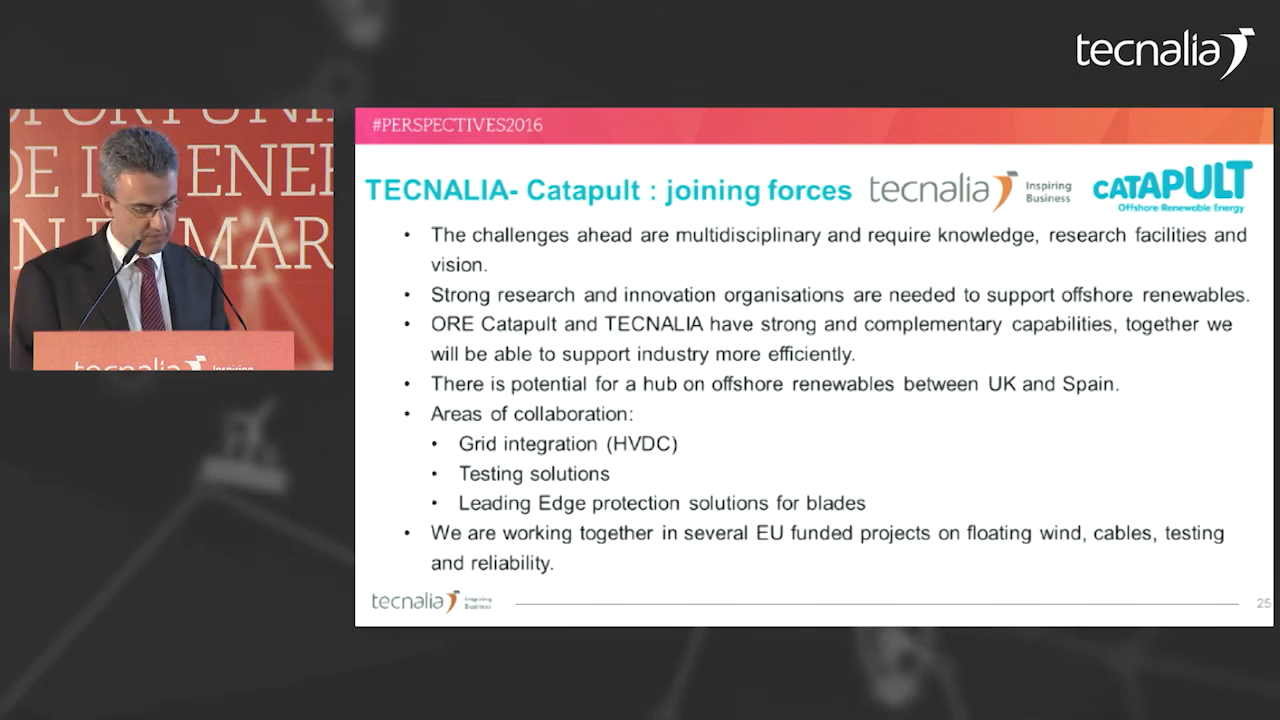 tecnalia
OPORTUNI
DE L ENER
N E MAR
tecnalia Inspiring
#PERSPECTIVES2016
TECNALIA- Catapult : joining forces
tecnalia Inspiring
Business
CATAPULT
Offshore Renewable Energy
• The challenges ahead are multidisciplinary and require knowledge, research facilities and
vision.
• Strong research and innovation organisations are needed to support offshore renewables.
• ORE Catapult and TECNALIA have strong and complementary capabilities, together we
will be able to support industry more efficiently.
• There is potential for a hub on offshore renewables between UK and Spain.
• Areas of collaboration:
• Grid integration (HVDC)
• Testing solutions
• Leading Edge protection solutions for blades
• We are working together in several EU funded projects on floating wind, cables, testing
and reliability.
tecnalia Inspiring
Business
25